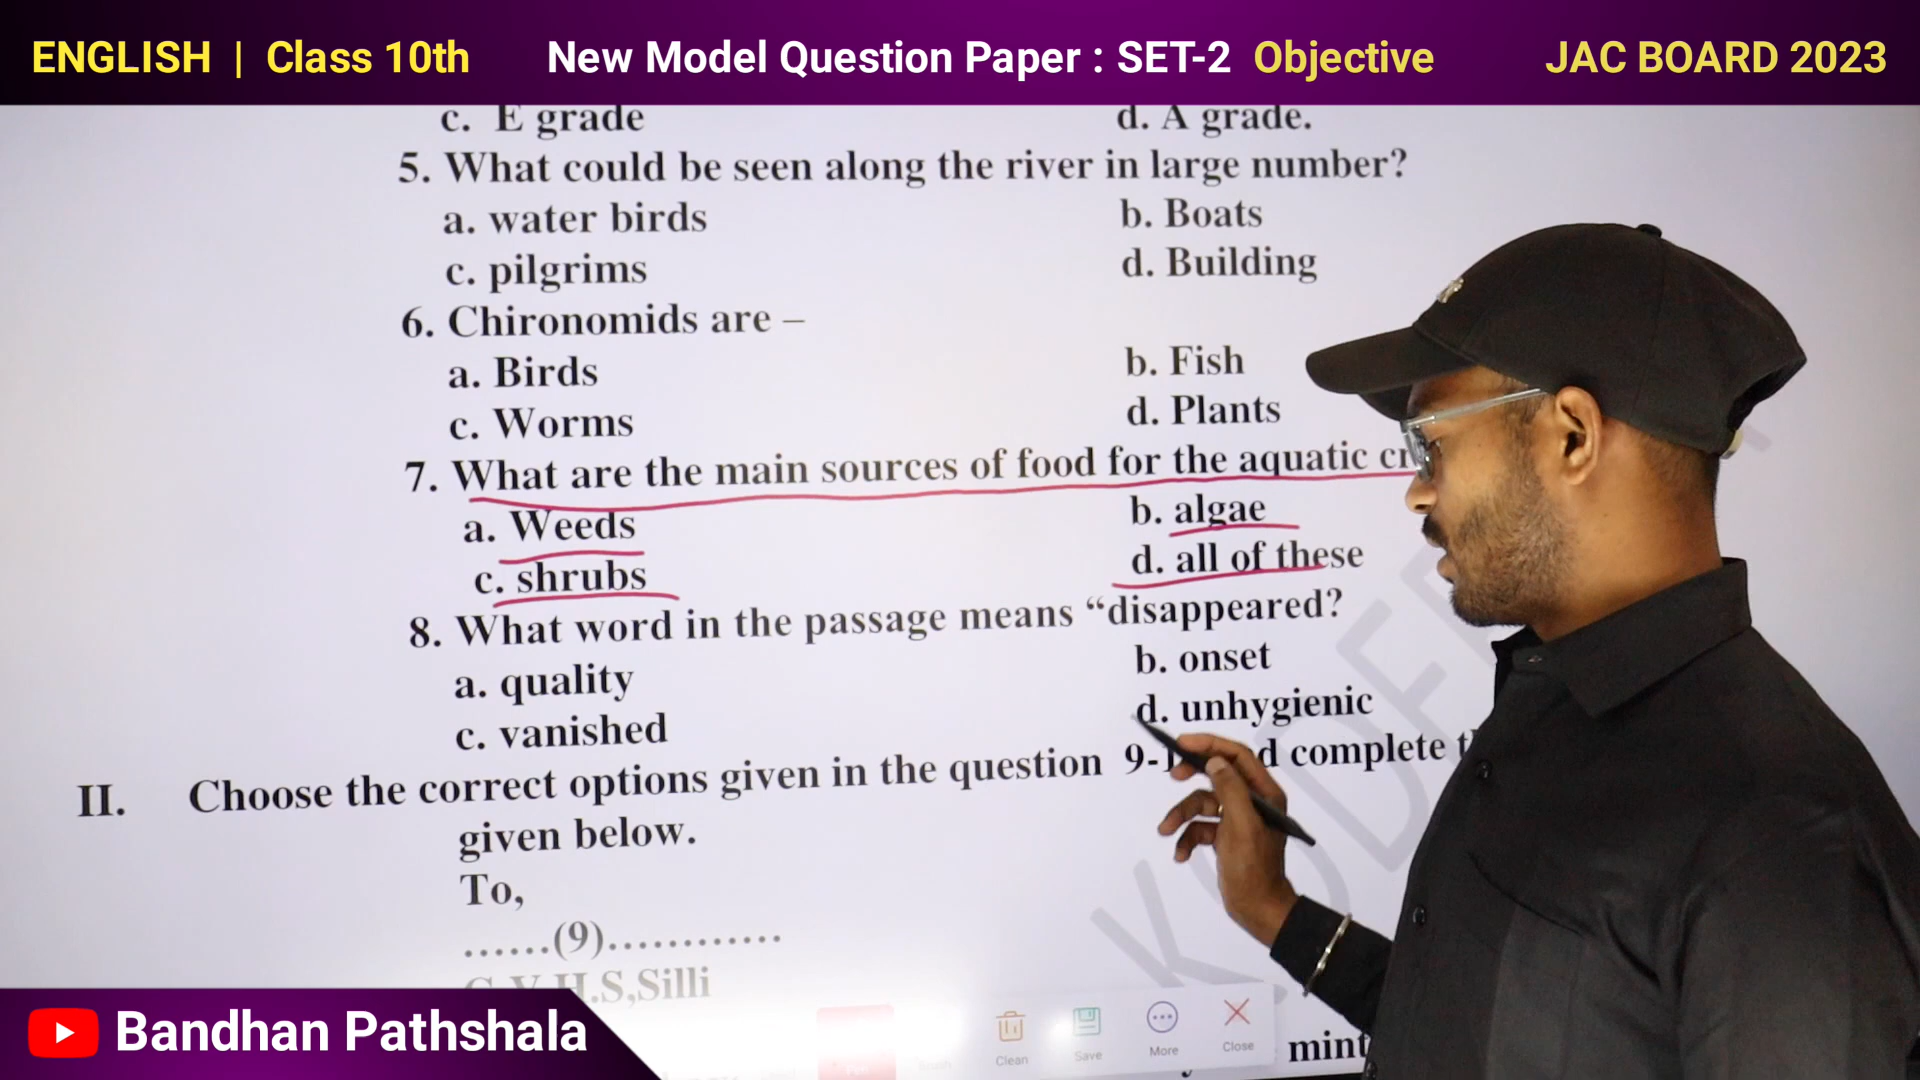 ENGLISH | Class 10th New Model Question Paper : SET-2 Objective JAC BOARD 2023
c. E grade d. A grade.
5. What could be seen along the river in large number?
a. water birds b. Boats
c. pilgrims d. Building
6. Chironomids are –
a. Birds b. Fish
c. Worms d. Plants
7. What are the main sources of food for the aquatic
a. Weeds b. algae
c. shrubs d. all of these
8. What word in the passage means “disappeared?
a. quality b. onset
c. vanished d. unhygienic
II. Choose the correct options given in the question complete
given below.
To,
......(9)............
H.S,Silli
Bandhan Pathshala
Clean Save More Close
mint